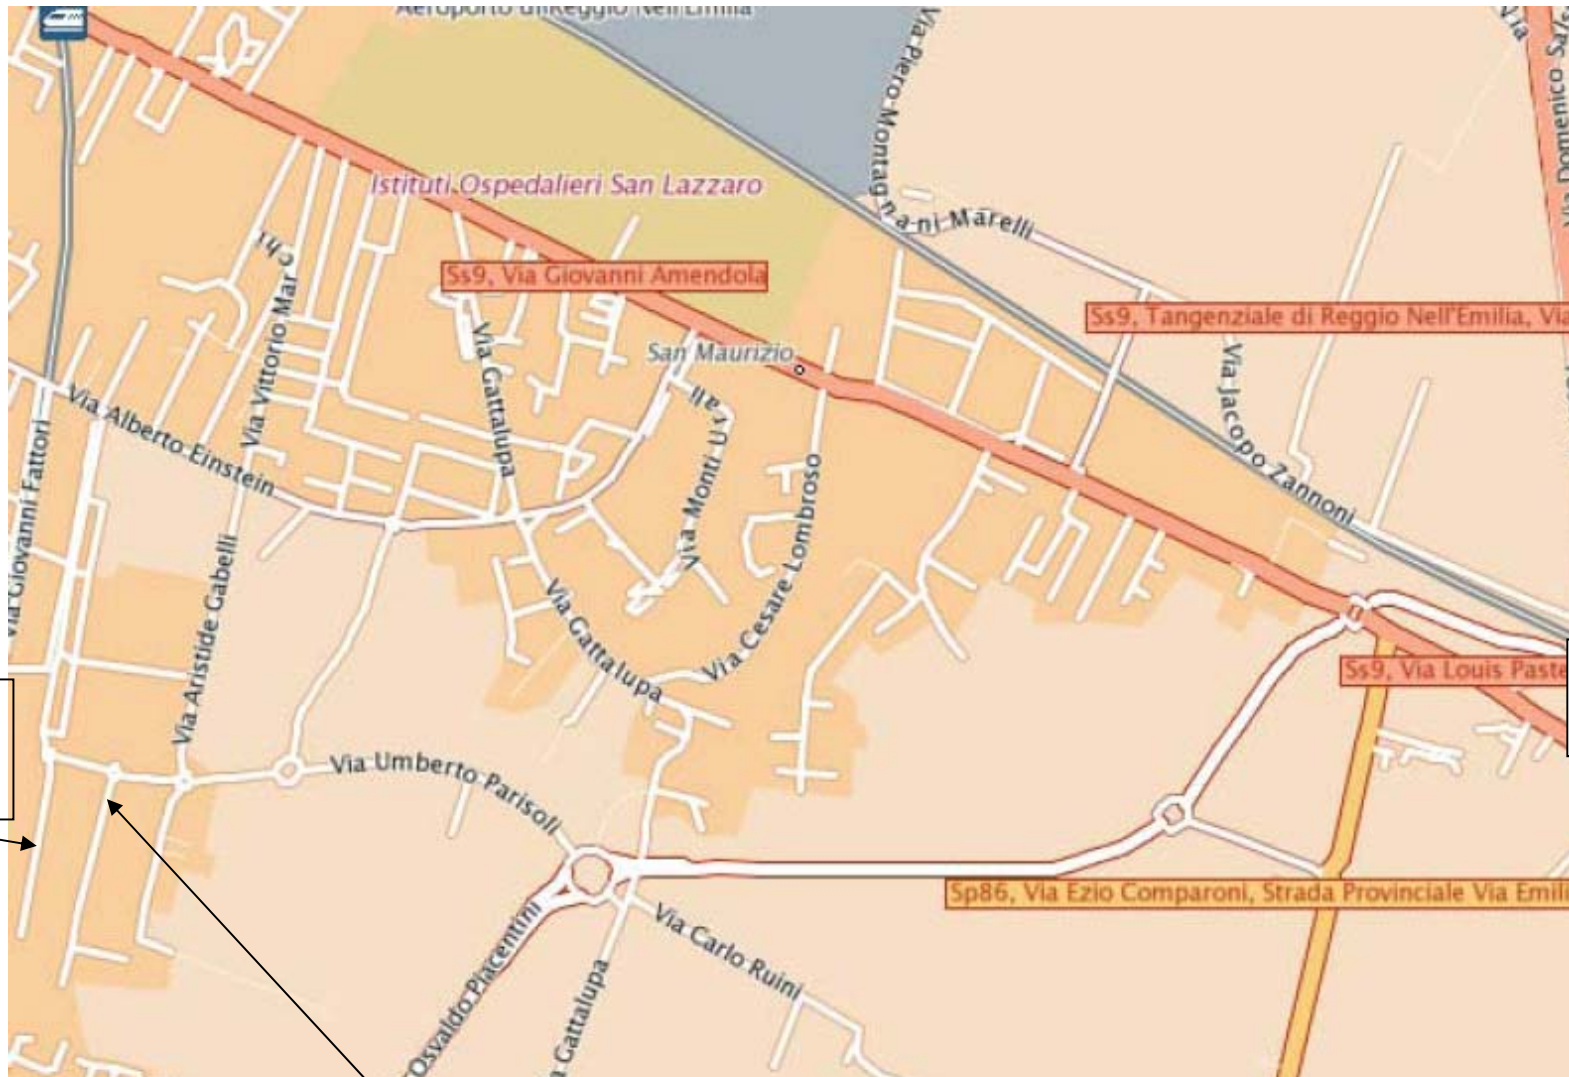 Aeroporto di Reggio Nell'Emilia
Via Piero Montagnani Marelli
Via
Via Domenico Sa
Istituti Ospedalieri San Lazzaro
Ss9, Via Giovanni Amendola
Ss9, Tangenziale di Reggio Nell'Emilia, Via
Via Vittorio Marchi
Via Gattalupa
San Maurizio
Via Jacopo Zannoni
Via Alberto Einstein
Via Giovanni Fattori
Via Monti Urali
Via Cesare Lombroso
Via Aristide Gabelli
Via Gattalupa
Ss9, Via Louis Paste
Via Umberto Parisoli
Sp86, Via Ezio Comparoni, Strada Provinciale Via Emili
Osvaldo Piacentini
Via Carlo Ruini
a Gattalupa